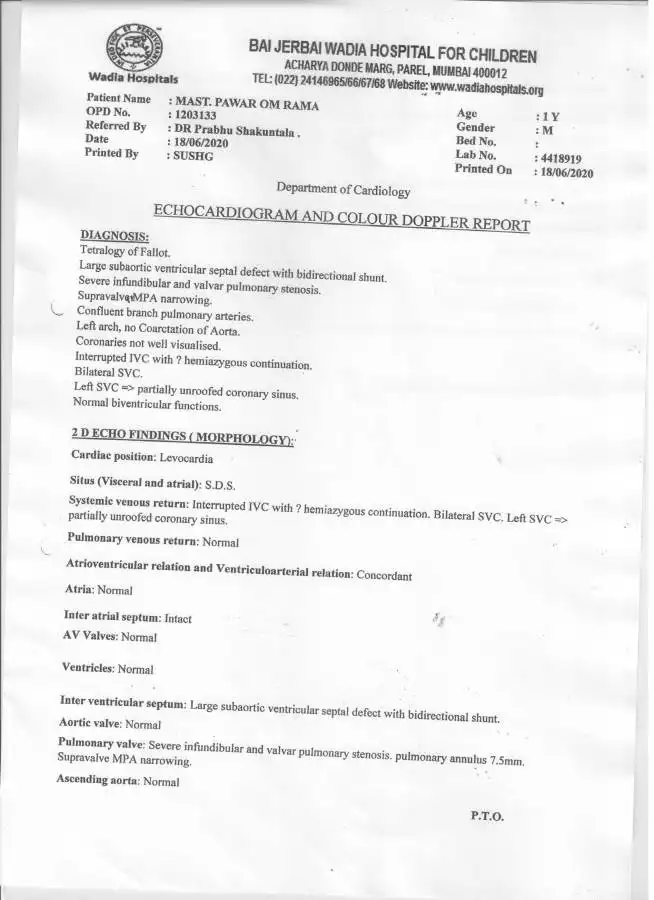 Wadia Hospitals
BAI JERBAI WADIA HOSPITAL FOR CHILDREN
ACHARYA DONDE MARG, PAREL, MUMBAI 400012
TEL: (022) 24146965/66/67/68 Website: www.wadiahospitals.org
Patient Name : MAST. PAWAR OM RAMA
OPD No. : 1203133
Referred By : DR Prabhu Shakuntala .
Date : 18/06/2020
Printed By : SUSHG
Age : 1 Y
Gender : M
Bed No. :
Lab No. : 4418919
Printed On : 18/06/2020
Department of Cardiology
ECHOCARDIOGRAM AND COLOUR DOPPLER REPORT
DIAGNOSIS:
Tetralogy of Fallot.
Large subaortic ventricular septal defect with bidirectional shunt.
Severe infundibular and valvar pulmonary stenosis.
MPA narrowing.
Confluent branch pulmonary arteries.
Left arch, no Coarctation of Aorta.
Coronaries not well visualised.
Interrupted IVC with ? hemiazygous continuation.
Bilateral SVC.
Left SVC => partially unroofed coronary sinus.
Normal biventricular functions.
2 D ECHO FINDINGS ( MORPHOLOGY):
Cardiac position: Levocardia
Situs (Visceral and atrial): S.D.S.
Systemic venous return: Interrupted IVC with ? hemiazygous continuation. Bilateral SVC. Left SVC =>
partially unroofed coronary sinus.
Pulmonary venous return: Normal
Atrioventricular relation and Ventriculoarterial relation: Concordant
Atria: Normal
Inter atrial septum: Intact
AV Valves: Normal
Ventricles: Normal
Inter ventricular septum: Large subaortic ventricular septal defect with bidirectional shunt.
Aortic valve: Normal
Pulmonary valve: Severe infundibular and valvar pulmonary stenosis. pulmonary annulus 7.5mm.
Supravalve MPA narrowing.
Ascending aorta: Normal
P.T.O.